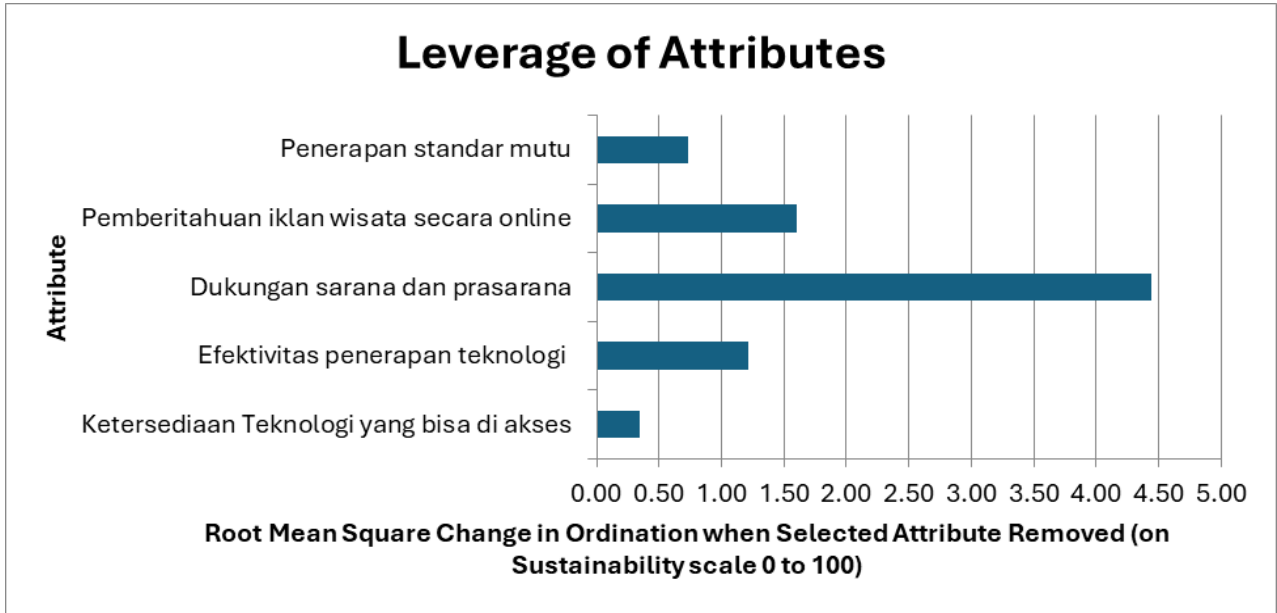 Leverage of Attributes
Attribute
Penerapan standar mutu
Pemberitahuan iklan wisata secara online
Dukungan sarana dan prasarana
Efektivitas penerapan teknologi
Ketersediaan Teknologi yang bisa di akses
0.00 0.50 1.00 1.50 2.00 2.50 3.00 3.50 4.00 4.50 5.00
Root Mean Square Change in Ordination when Selected Attribute Removed (on
Sustainability scale 0 to 100)